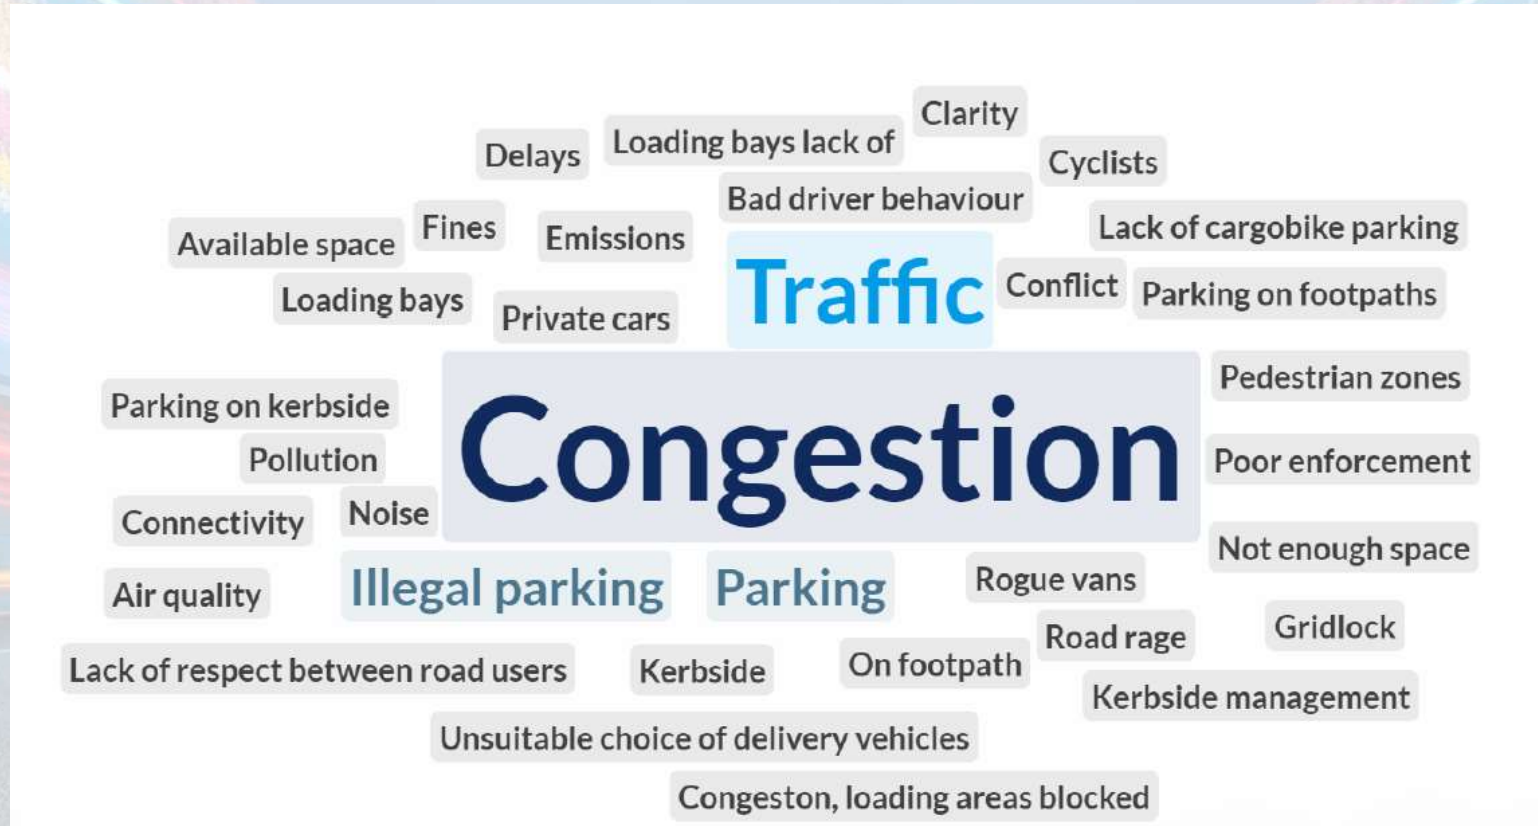 Clarity
Delays
Loading bays lack of
Cyclists
Bad driver behaviour
Available space
Fines
Emissions
Lack of cargobike parking
Traffic
Loading bays
Private cars
Conflict
Parking on footpaths
Parking on kerbside
Congestion
Pedestrian zones
Pollution
Poor enforcement
Connectivity
Noise
Not enough space
Air quality
Illegal parking
Parking
Rogue vans
Road rage
Gridlock
Lack of respect between road users
Kerbside
On footpath
Kerbside management
Unsuitable choice of delivery vehicles
Congeston, loading areas blocked